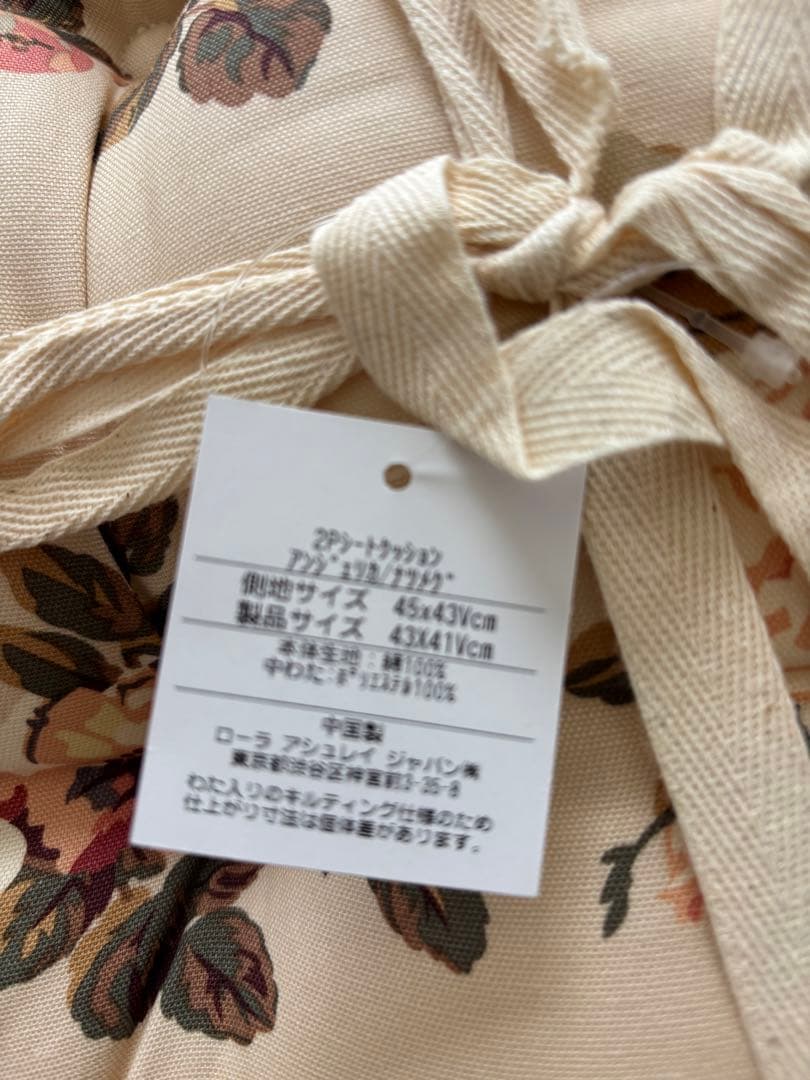 2Pシートクッション
アンジェリカ/ナツメグ
側地サイズ 45x43Vcm
製品サイズ 43X41Vcm
本体生地:綿100%
中わた:ポリエステル100%
中国製
ローラ アシュレイ ジャパン㈱
東京都渋谷区神宮前3-35-8
わた入りのキルティング仕様のため
仕上がり寸法は個体差があります。